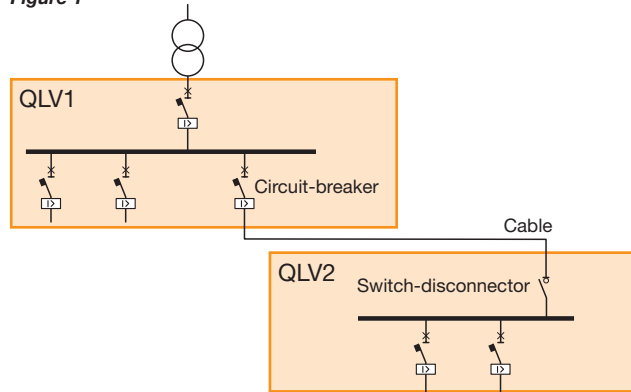 Figure 1
QLV1
I>
I>
I>
I>
Circuit-breaker
Cable
QLV2
Switch-disconnector
I>
I>